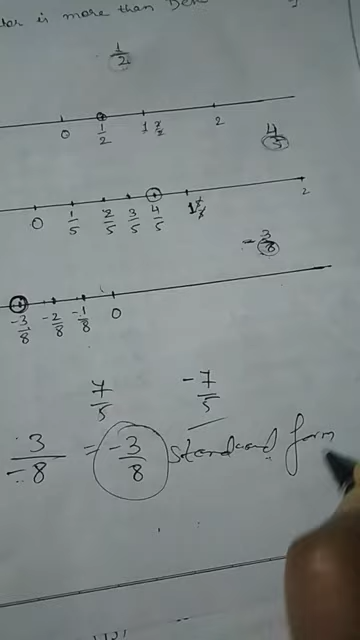 is more than
1/2
0 1/2 1 2
4/5
0 1/5 2/5 3/5 4/5 1 2
-3/8
-3/8 -2/8 -1/8 0
7/5 -7/5
3/-8 = -3/8 standard form